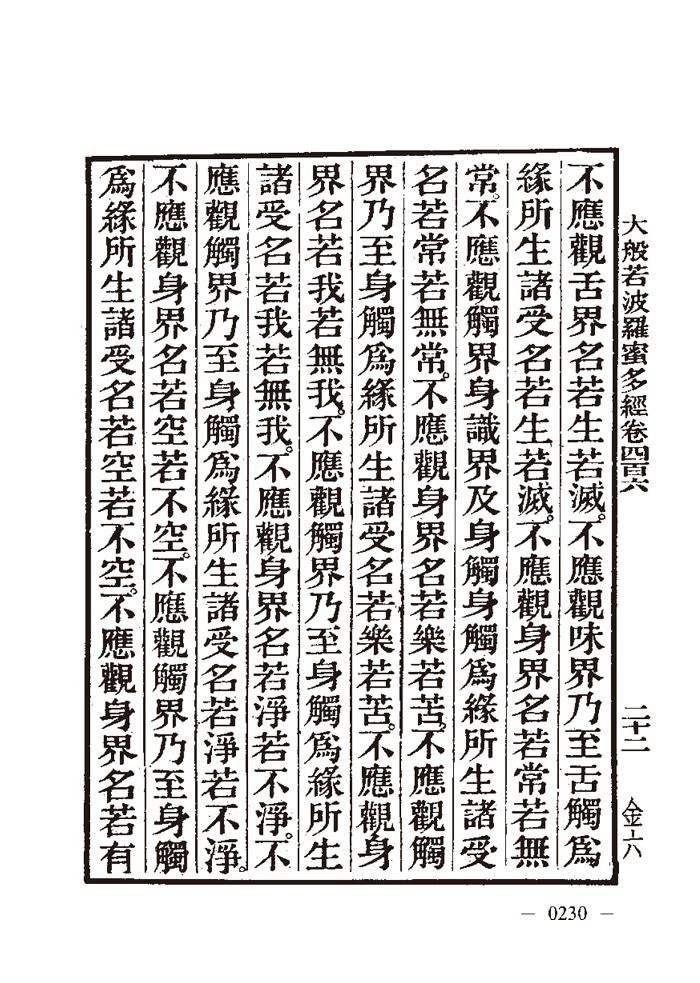 大般若波羅蜜多經卷四百六
二十二
金六
不應觀舌界名若生若滅。不應觀味界乃至舌觸爲
緣所生諸受名若生若滅。不應觀身界名若常若無
常。不應觀觸界身識界及身觸身觸爲緣所生諸受
名若常若無常。不應觀身界名若樂若苦。不應觀觸
界乃至身觸爲緣所生諸受名若樂若苦。不應觀身
界名若我若無我。不應觀觸界乃至身觸爲緣所生
諸受名若我若無我。不應觀身界名若淨若不淨。不
應觀觸界乃至身觸爲緣所生諸受名若淨若不淨。
不應觀身界名若空若不空。不應觀觸界乃至身觸
爲緣所生諸受名若空若不空。不應觀身界名若有
— 0230 —